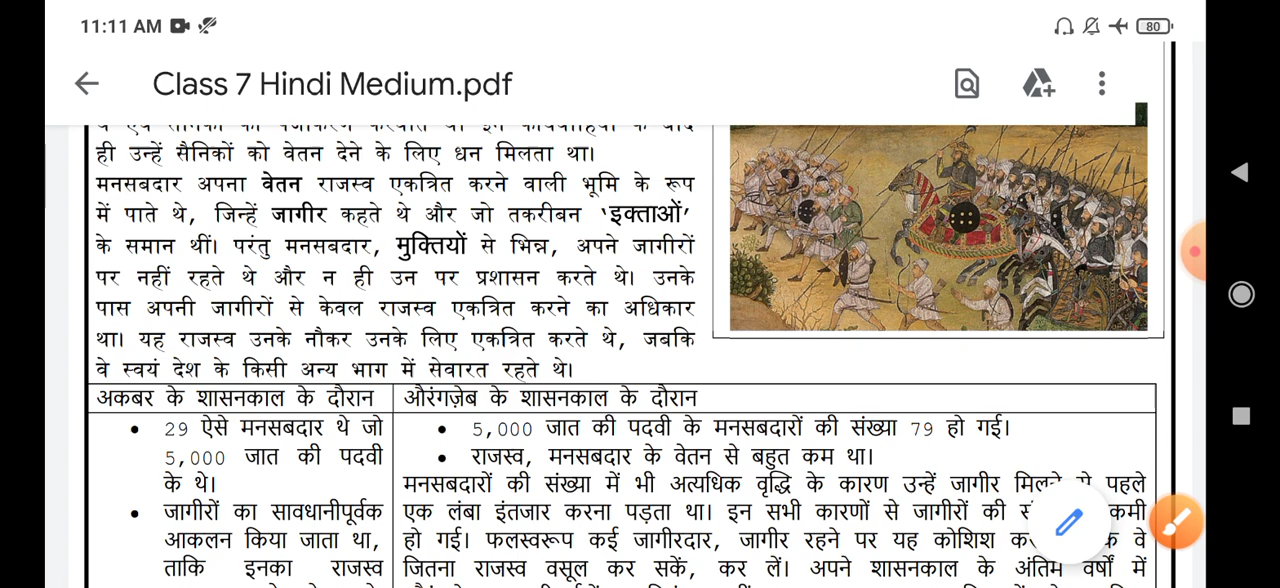 11:11 AM
80
Class 7 Hindi Medium.pdf
ही उन्हें सैनिकों को वेतन देने के लिए धन मिलता था।
मनसबदार अपना वेतन राजस्व एकत्रित करने वाली भूमि के रूप
में पाते थे, जिन्हें जागीर कहते थे और जो तकरीबन 'इक्ताओं'
के समान थीं। परंतु मनसबदार, मुक्तियों से भिन्न, अपने जागीरों
पर नहीं रहते थे और न ही उन पर प्रशासन करते थे। उनके
पास अपनी जागीरों से केवल राजस्व एकत्रित करने का अधिकार
था। यह राजस्व उनके नौकर उनके लिए एकत्रित करते थे, जबकि
वे स्वयं देश के किसी अन्य भाग में सेवारत रहते थे।
अकबर के शासनकाल के दौरान
• 29 ऐसे मनसबदार थे जो
5,000 जात की पदवी
के थे।
• जागीरों का सावधानीपूर्वक
आकलन किया जाता था,
ताकि इनका राजस्व
औरंगज़ेब के शासनकाल के दौरान
• 5,000 जात की पदवी के मनसबदारों की संख्या 79 हो गई।
• राजस्व, मनसबदार के वेतन से बहुत कम था।
मनसबदारों की संख्या में भी अत्यधिक वृद्धि के कारण उन्हें जागीर पहले
एक लंबा इंतजार करना पड़ता था। इन सभी कारणों से जागीरों की कमी
हो गई। फलस्वरूप कई जागीरदार, जागीर रहने पर यह कोशिश वे
जितना राजस्व वसूल कर सकें, कर लें। अपने शासनकाल के अंतिम वर्षों में